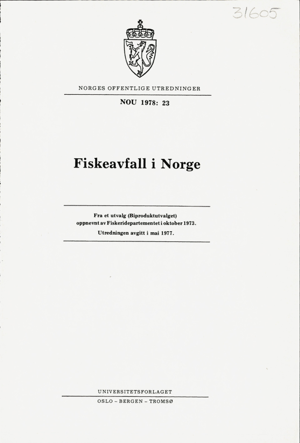 31605
NORGES OFFENTLIGE UTREDNINGER
NOU 1978: 23
Fiskeavfall i Norge
Fra et utvalg (Biproduktutvalget)
oppnevnt av Fiskeridepartementet i oktober 1973.
Utredningen avgitt i mai 1977.
UNIVERSITETSFORLAGET
OSLO – BERGEN – TROMSØ